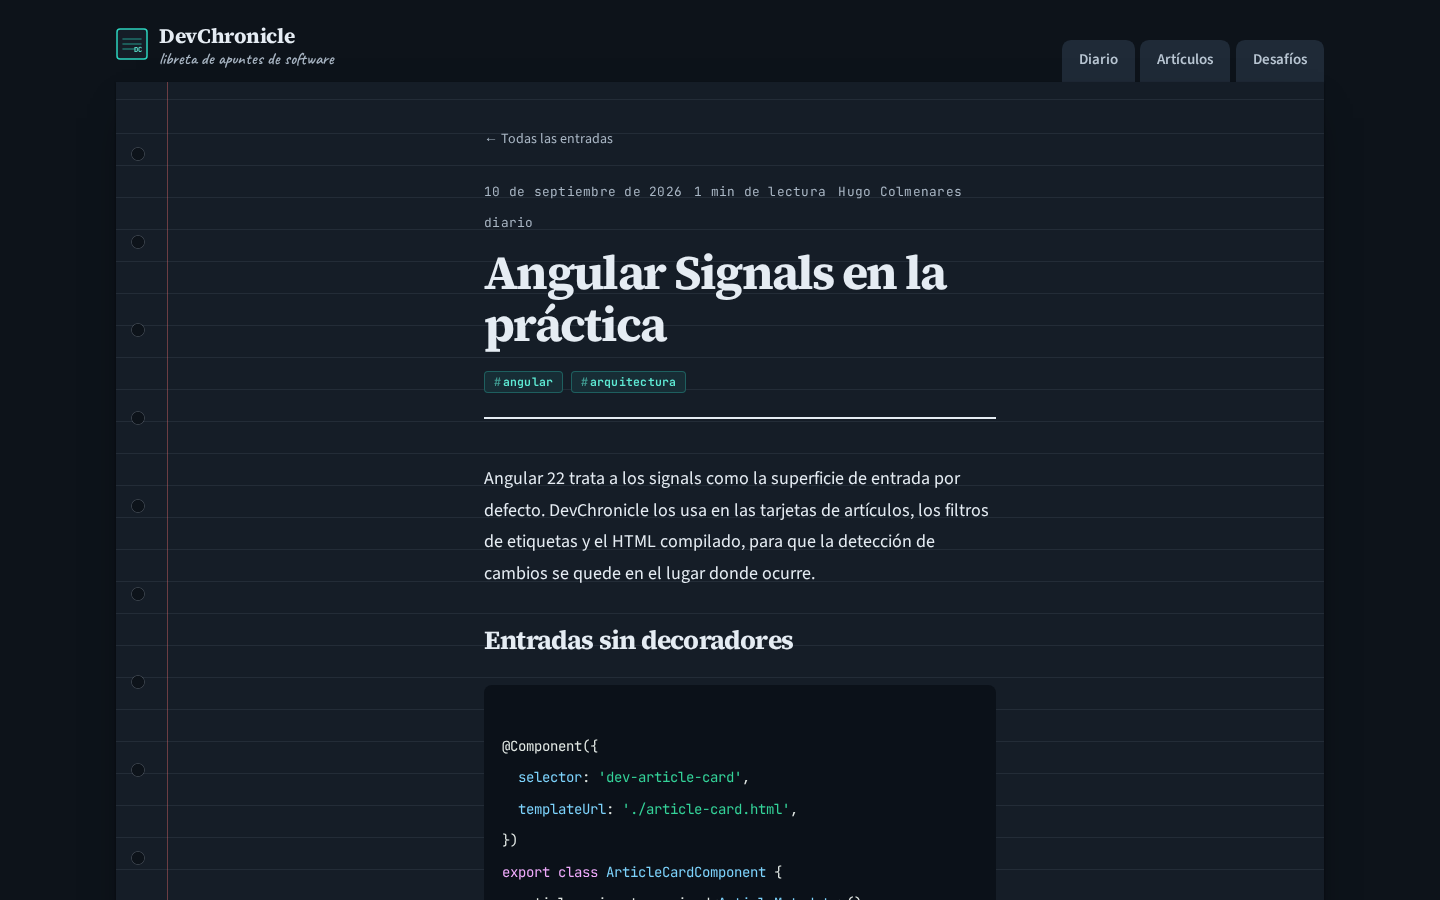 DC
DevChronicle
libreta de apuntes de software
Diario
Artículos
Desafíos
← Todas las entradas
10 de septiembre de 2026 1 min de lectura Hugo Colmenares
diario
Angular Signals en la
práctica
#angular #arquitectura
Angular 22 trata a los signals como la superficie de entrada por
defecto. DevChronicle los usa en las tarjetas de artículos, los filtros
de etiquetas y el HTML compilado, para que la detección de
cambios se quede en el lugar donde ocurre.
Entradas sin decoradores
@Component({
selector: 'dev-article-card',
templateUrl: './article-card.html',
})
export class ArticleCardComponent {